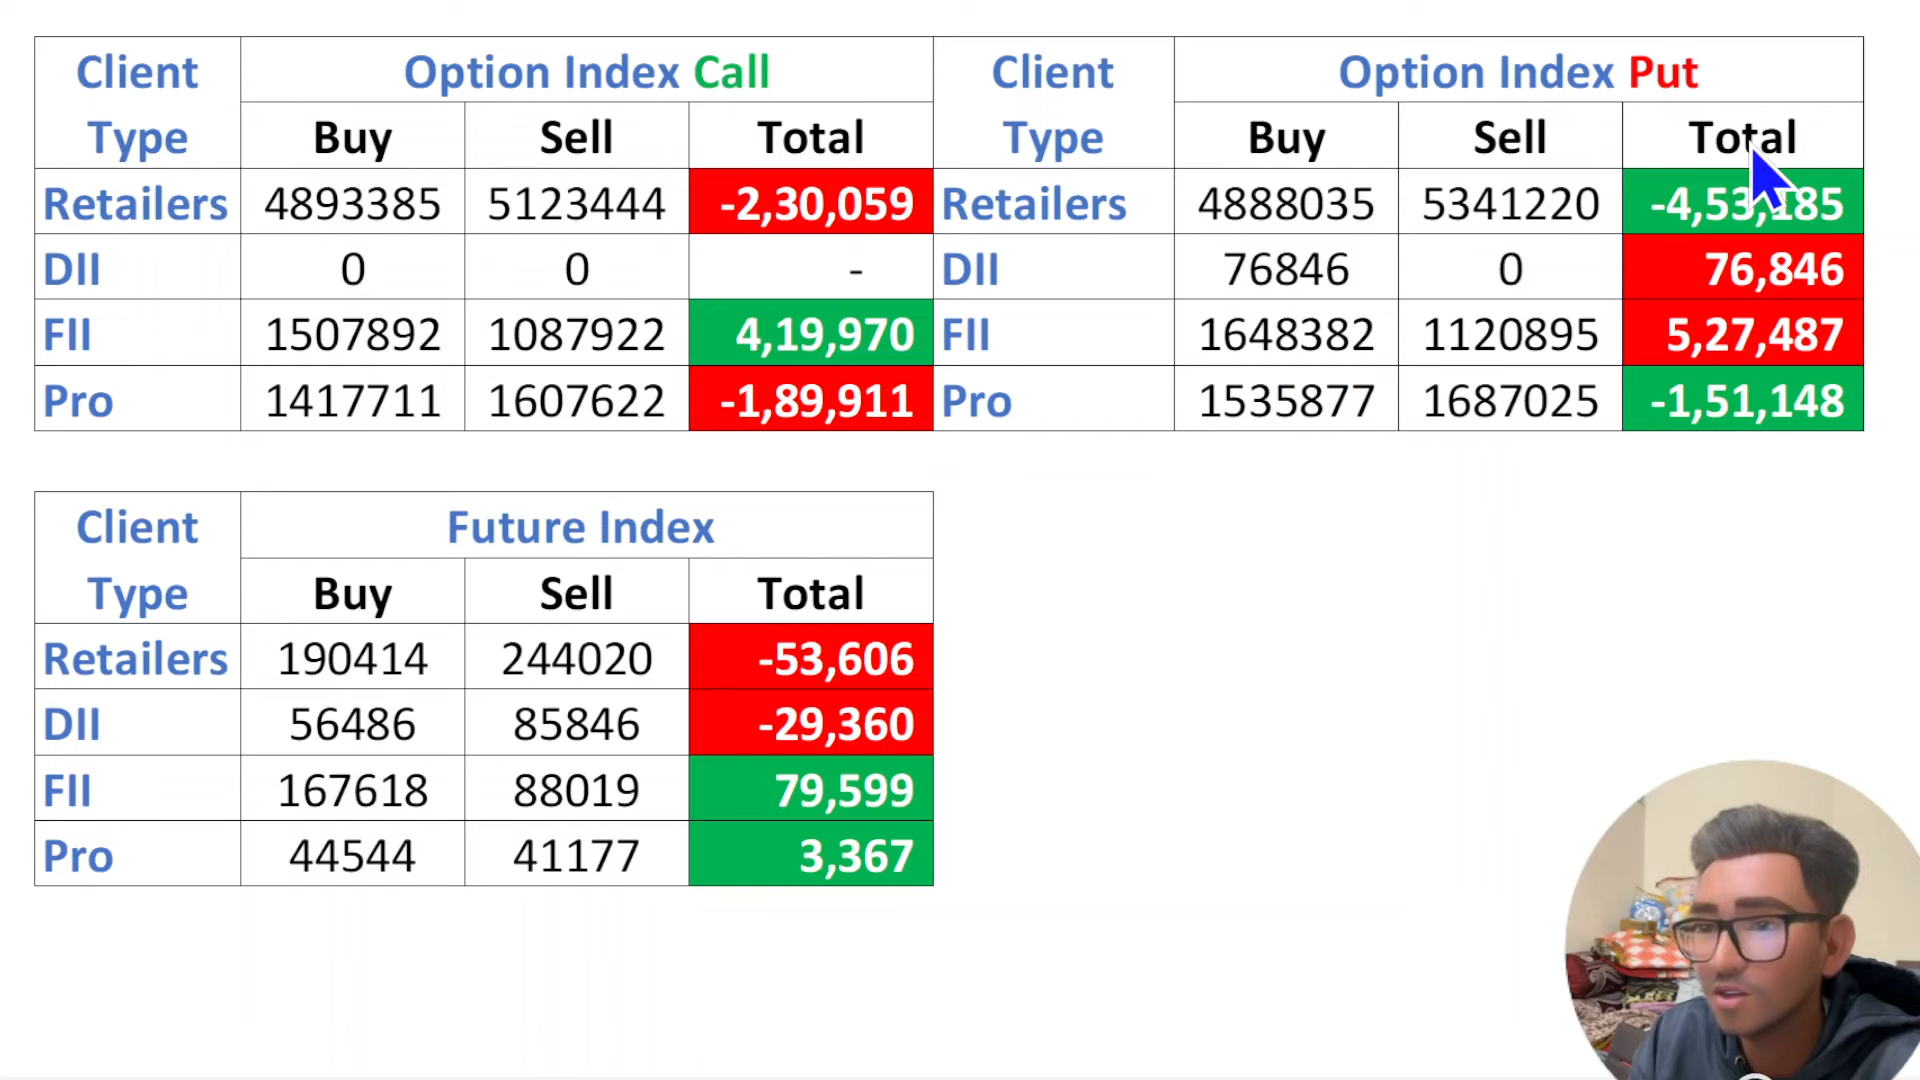 Client Type Option Index Call Client Type Option Index Put
Buy Sell Total Buy Sell Total
Retailers 4893385 5123444 -2,30,059 Retailers 4888035 5341220 -4,53,185
DII 0 0 - DII 76846 0 76,846
FII 1507892 1087922 4,19,970 FII 1648382 1120895 5,27,487
Pro 1417711 1607622 -1,89,911 Pro 1535877 1687025 -1,51,148
Client Type Future Index
Buy Sell Total
Retailers 190414 244020 -53,606
DII 56486 85846 -29,360
FII 167618 88019 79,599
Pro 44544 41177 3,367